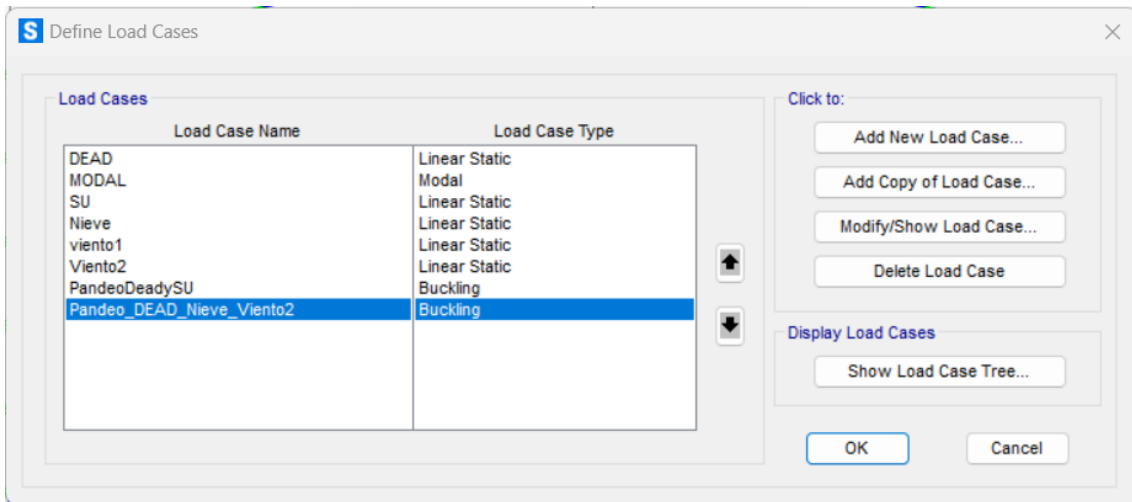 S Define Load Cases
Load Cases
Load Case Name Load Case Type
DEAD Linear Static
MODAL Modal
SU Linear Static
Nieve Linear Static
viento1 Linear Static
Viento2 Linear Static
PandeoDeadySU Buckling
Pandeo_DEAD_Nieve_Viento2 Buckling
Click to:
Add New Load Case...
Add Copy of Load Case...
Modify/Show Load Case...
Delete Load Case
Display Load Cases
Show Load Case Tree...
OK Cancel